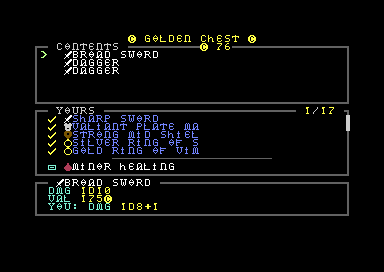 GOLDEN CHEST
CONTENTS © 76
> BROAD SWORD
DAGGER
DAGGER
YOURS 1/17
SHARP SWORD
VALIANT PLATE MA
STRONG MID SHIEL
SILVER RING OF S
GOLD RING OF VIM
MINOR HEALING
BROAD SWORD
DMG 1D10
VAL 175©
YOU: DMG 1D8+1